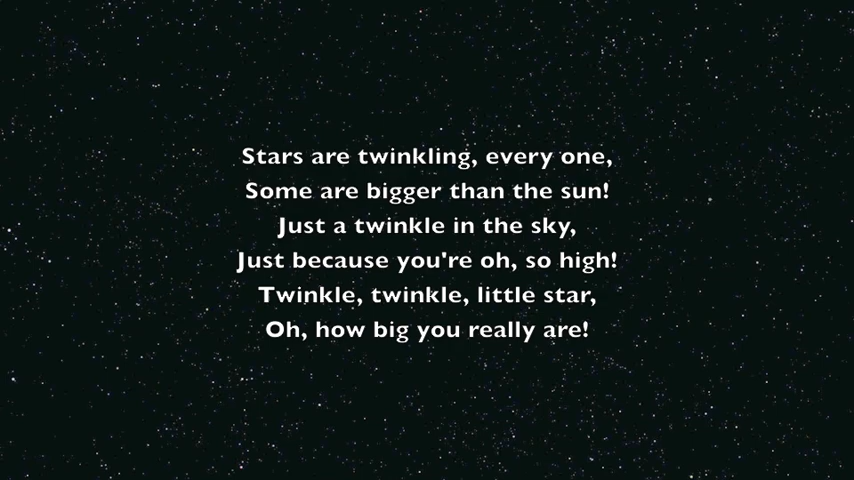 Stars are twinkling, every one,
Some are bigger than the sun!
Just a twinkle in the sky,
Just because you're oh, so high!
Twinkle, twinkle, little star,
Oh, how big you really are!